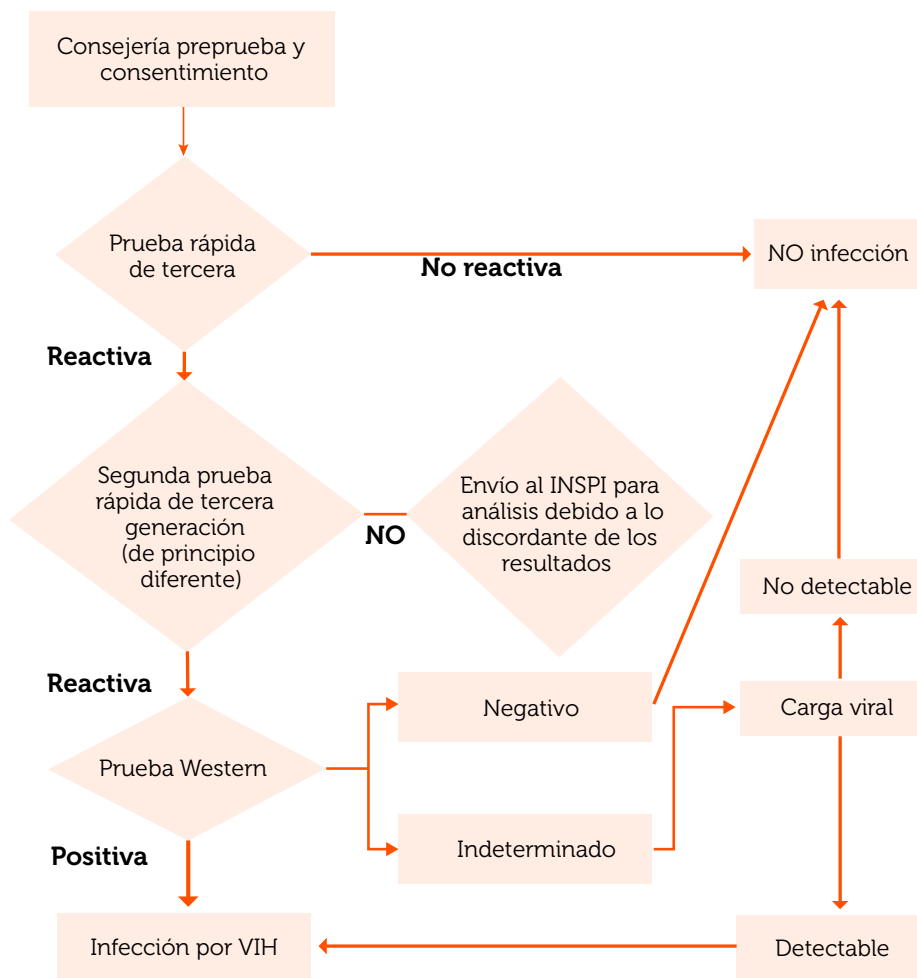 Consejería preprueba y
consentimiento
Prueba rápida
de tercera
No reactiva
NO infección
Reactiva
Segunda prueba
rápida de tercera
generación
(de principio
diferente)
NO
Envío al INSPI para
análisis debido a lo
discordante de los
resultados
No detectable
Reactiva
Negativo
Carga viral
Prueba Western
Indeterminado
Positiva
Infección por VIH
Detectable